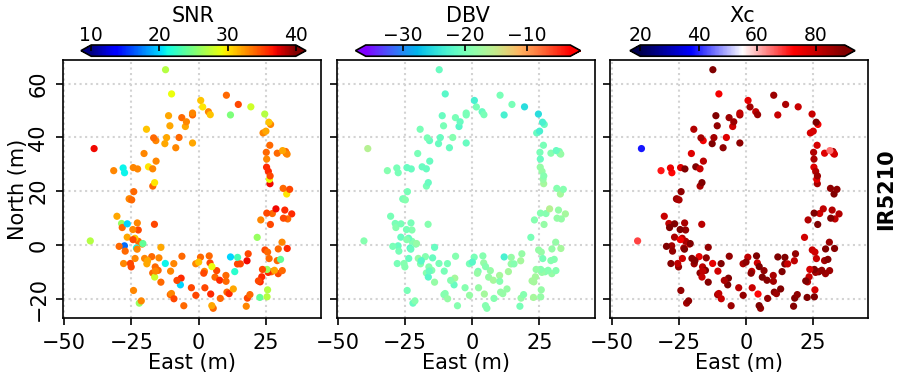 SNR DBV Xc
10 20 30 40 −30 −20 −10 20 40 60 80
60
40
20
0
−20
North (m)
IR5210
−50 −25 0 25 −50 −25 0 25 −50 −25 0 25
East (m) East (m) East (m)